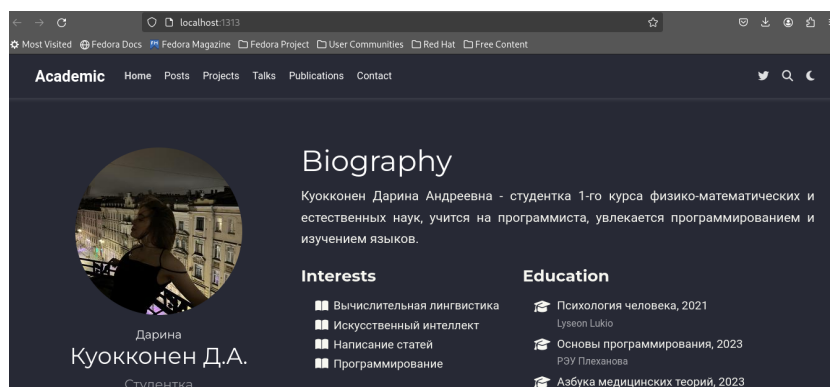 localhost:1313
Most Visited Fedora Docs Fedora Magazine Fedora Project User Communities Red Hat Free Content
Academic Home Posts Projects Talks Publications Contact
Biography
Куокконен Дарина Андреевна - студентка 1-го курса физико-математических и
естественных наук, учится на программиста, увлекается программированием и
изучением языков.
Дарина
Куокконен Д.А.
Студентка
Interests
Вычислительная лингвистика
Искусственный интеллект
Написание статей
Программирование
Education
Психология человека, 2021
Lyseon Lukio
Основы программирования, 2023
РЭУ Плеханова
Азбука медицинских теорий, 2023